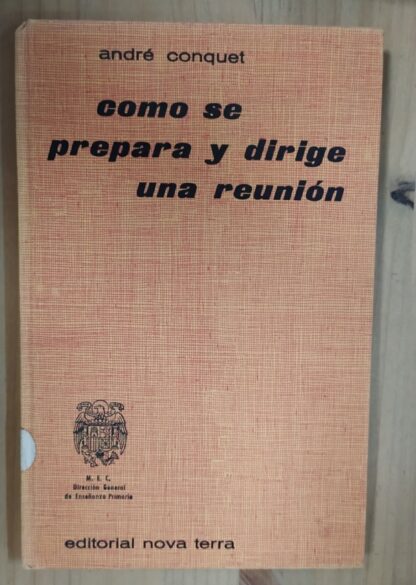 andré conquet
como se
prepara y dirige
una reunión
M. E. C.
Dirección General
de Enseñanza Primaria
editorial nova terra